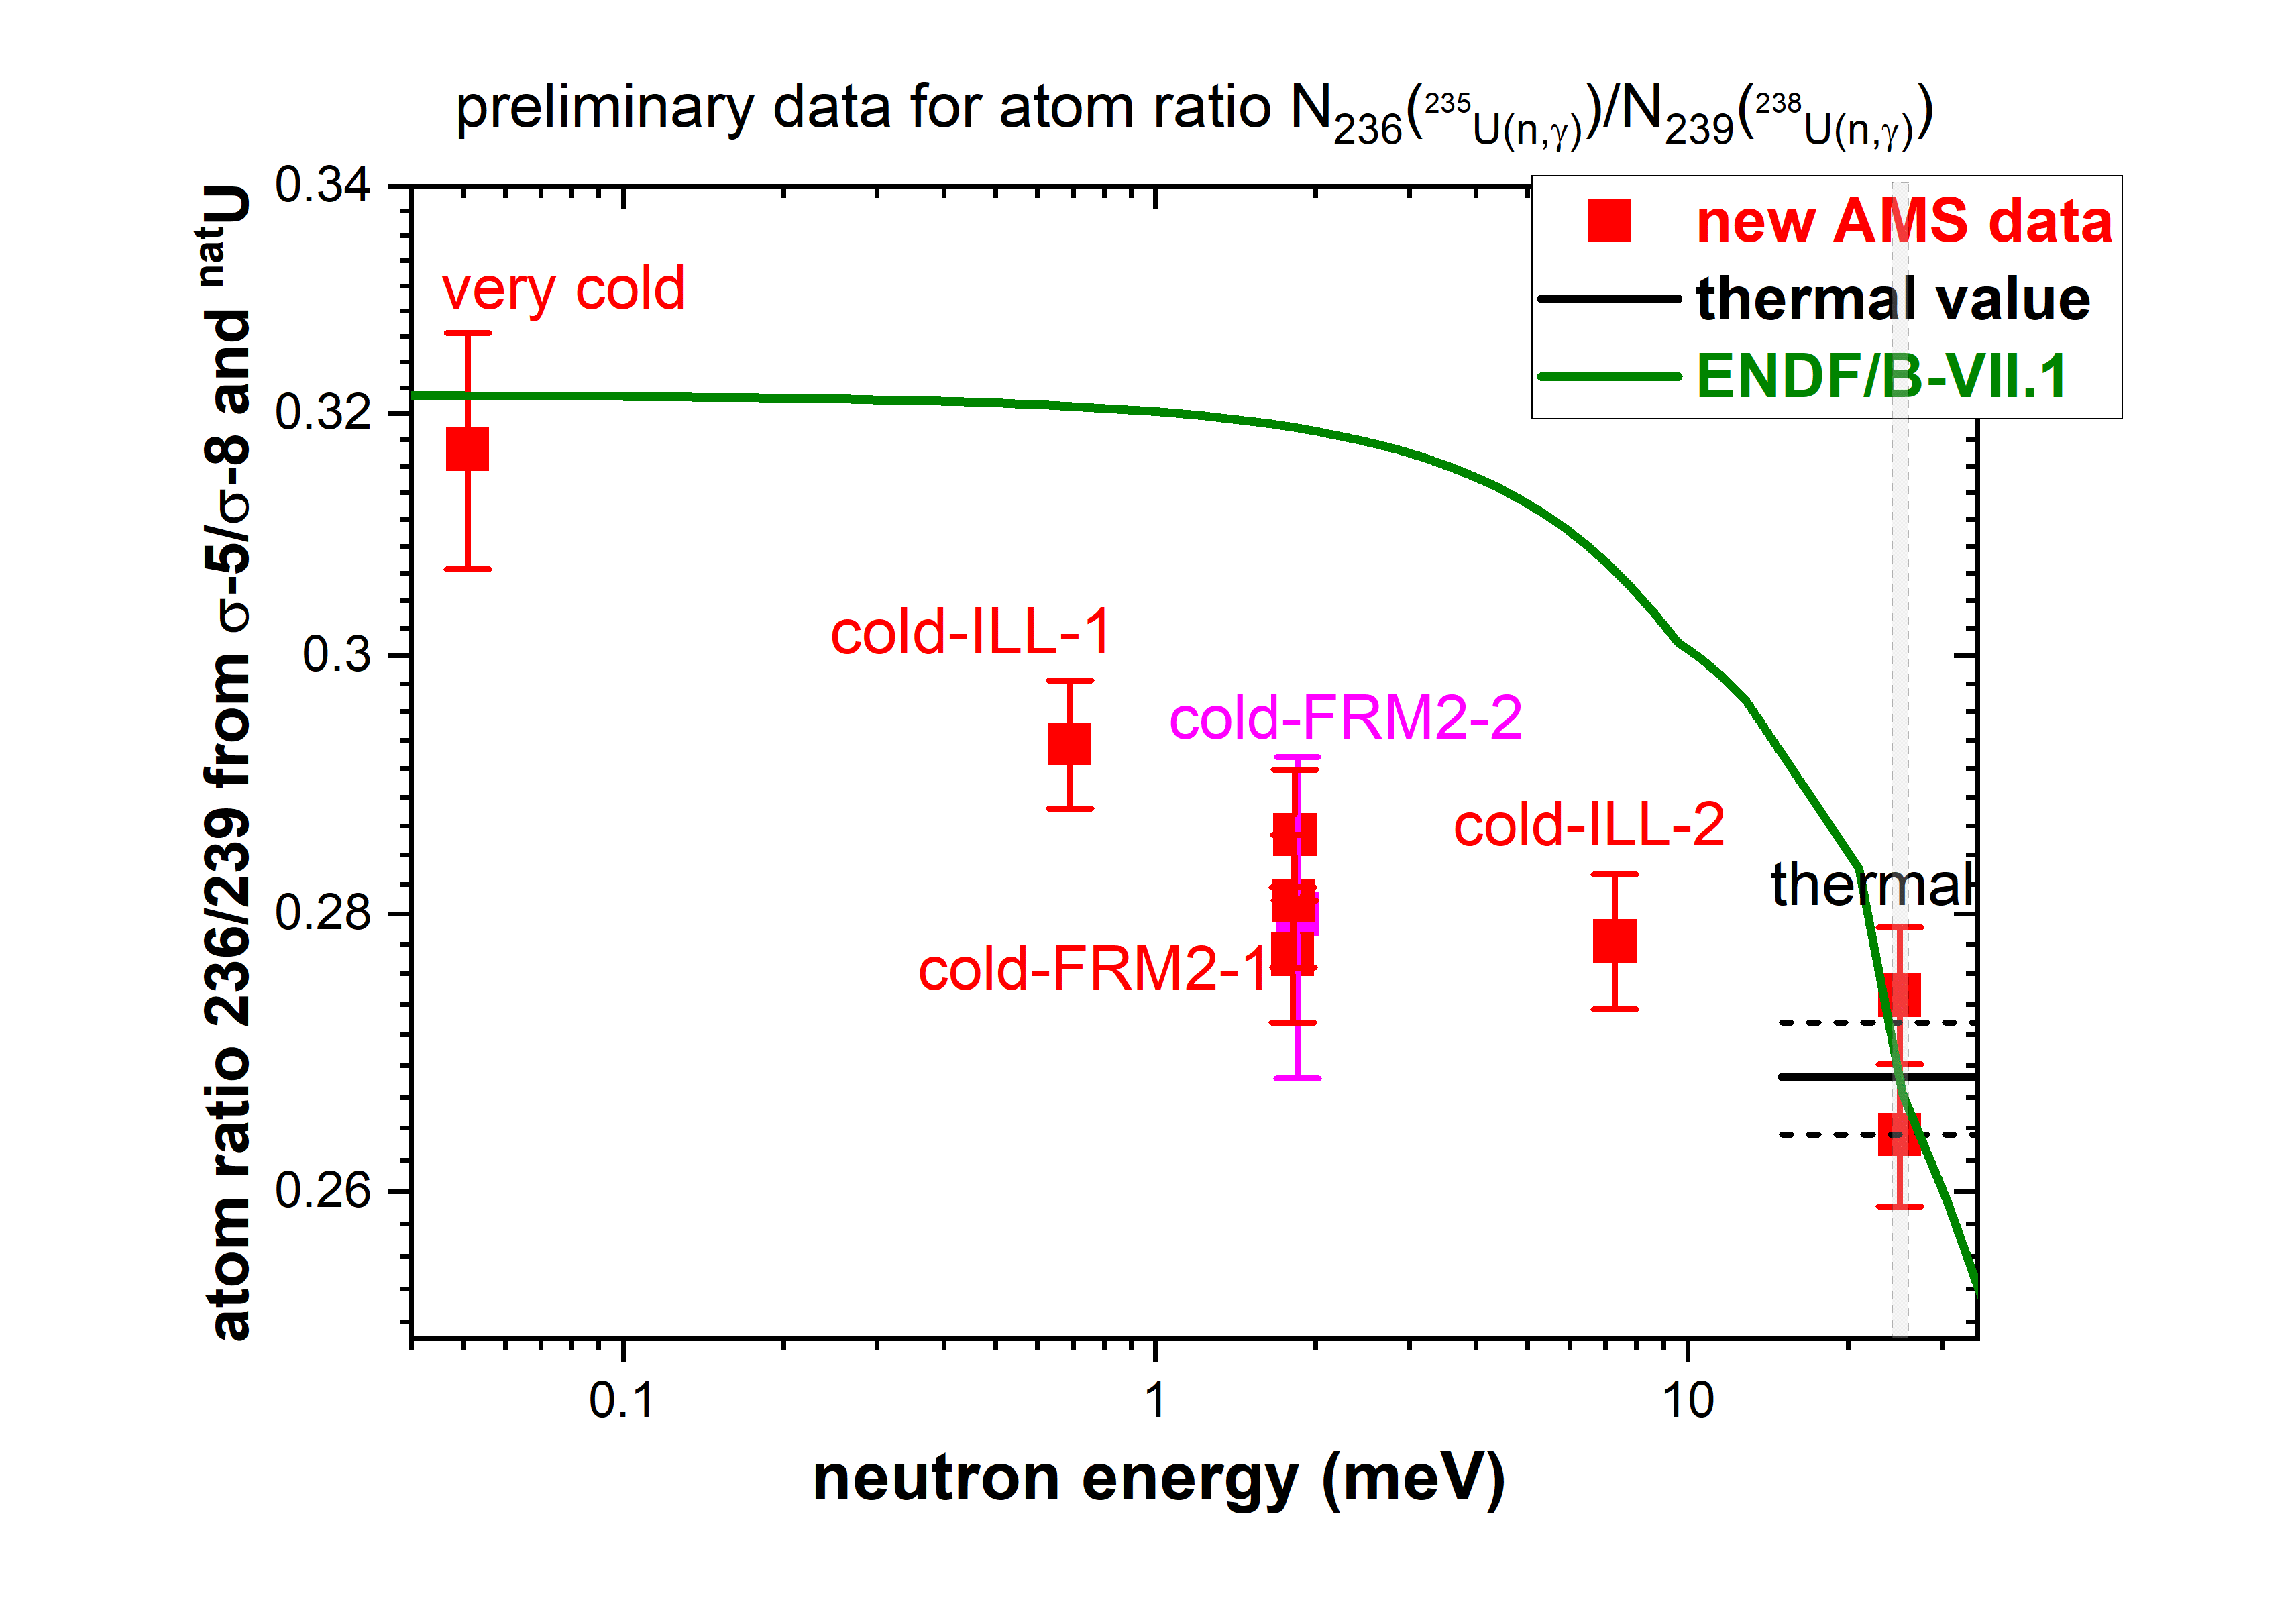 preliminary data for atom ratio N236(235U(n,γ))/N239(238U(n,γ))
new AMS data
thermal value
ENDF/B-VII.1
atom ratio 236/239 from σ-5/σ-8 and natU
0.34
0.32
0.3
0.28
0.26
very cold
cold-ILL-1
cold-FRM2-2
cold-ILL-2
thermal
cold-FRM2-1
0.1
1
10
neutron energy (meV)